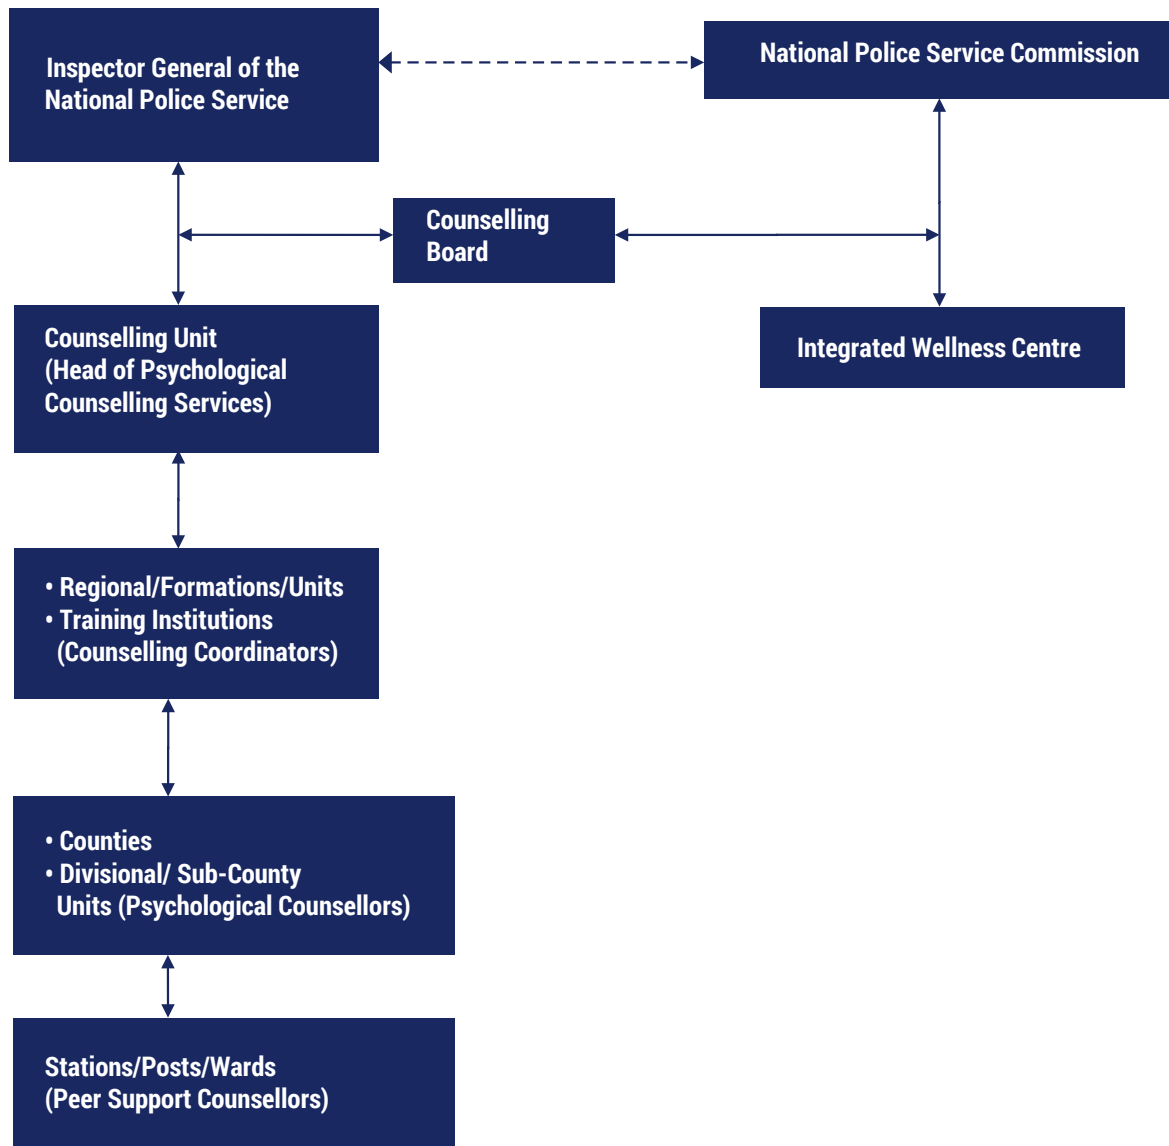 Inspector General of the
National Police Service
National Police Service Commission
Counselling
Board
Counselling Unit
(Head of Psychological
Counselling Services)
Integrated Wellness Centre
• Regional/Formations/Units
• Training Institutions
(Counselling Coordinators)
• Counties
• Divisional/ Sub-County
Units (Psychological Counsellors)
Stations/Posts/Wards
(Peer Support Counsellors)